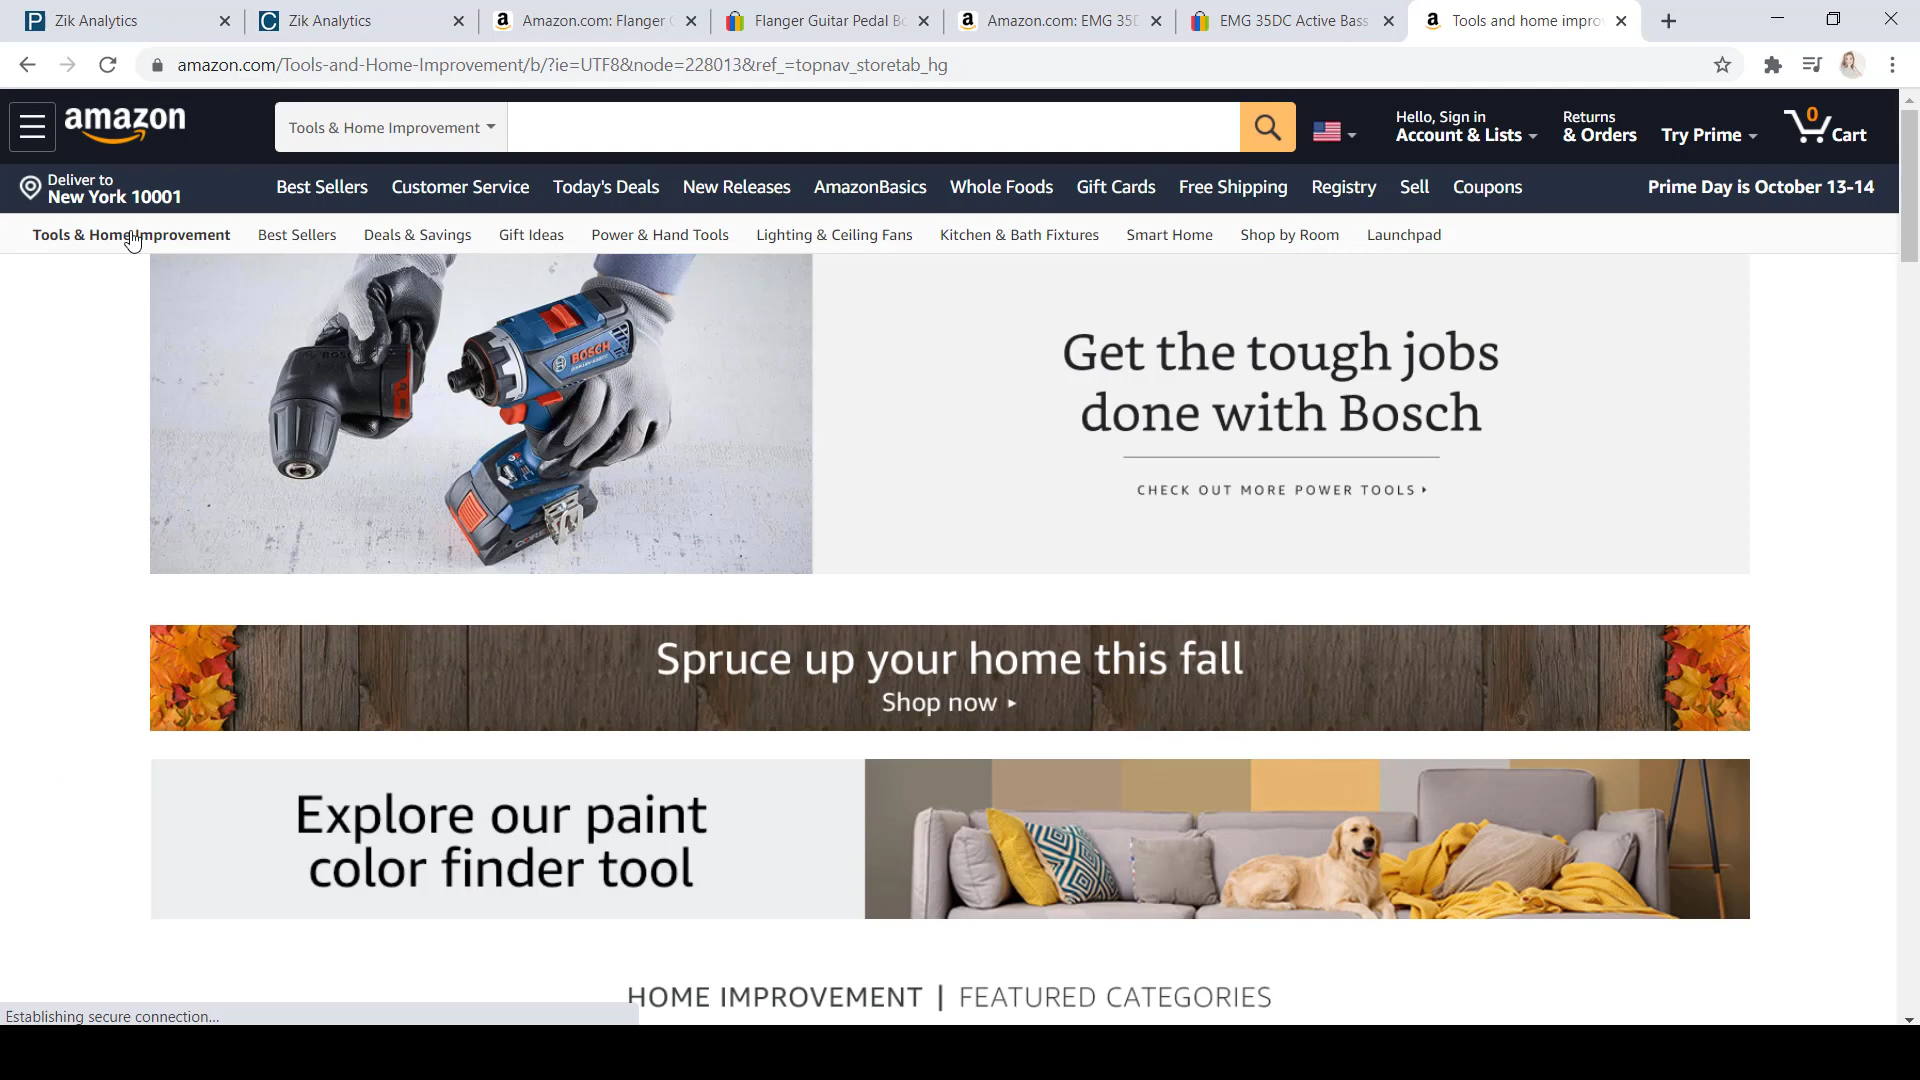 Zik Analytics
Zik Analytics
Amazon.com: Flanger
Flanger Guitar Pedal
Amazon.com: EMG 35D
EMG 35DC Active Bass
Tools and home impro
amazon.com/Tools-and-Home-Improvement/b/?ie=UTF8&node=228013&ref_=topnav_storetab_hg
amazon
Tools & Home Improvement
Hello, Sign in
Account & Lists
Returns
& Orders
Try Prime
0
Cart
Deliver to
New York 10001
Best Sellers
Customer Service
Today's Deals
New Releases
AmazonBasics
Whole Foods
Gift Cards
Free Shipping
Registry
Sell
Coupons
Prime Day is October 13-14
Tools & Home Improvement
Best Sellers
Deals & Savings
Gift Ideas
Power & Hand Tools
Lighting & Ceiling Fans
Kitchen & Bath Fixtures
Smart Home
Shop by Room
Launchpad
BOSCH
Get the tough jobs
done with Bosch
CHECK OUT MORE POWER TOOLS
Spruce up your home this fall
Shop now
Explore our paint
color finder tool
HOME IMPROVEMENT | FEATURED CATEGORIES
Establishing secure connection...